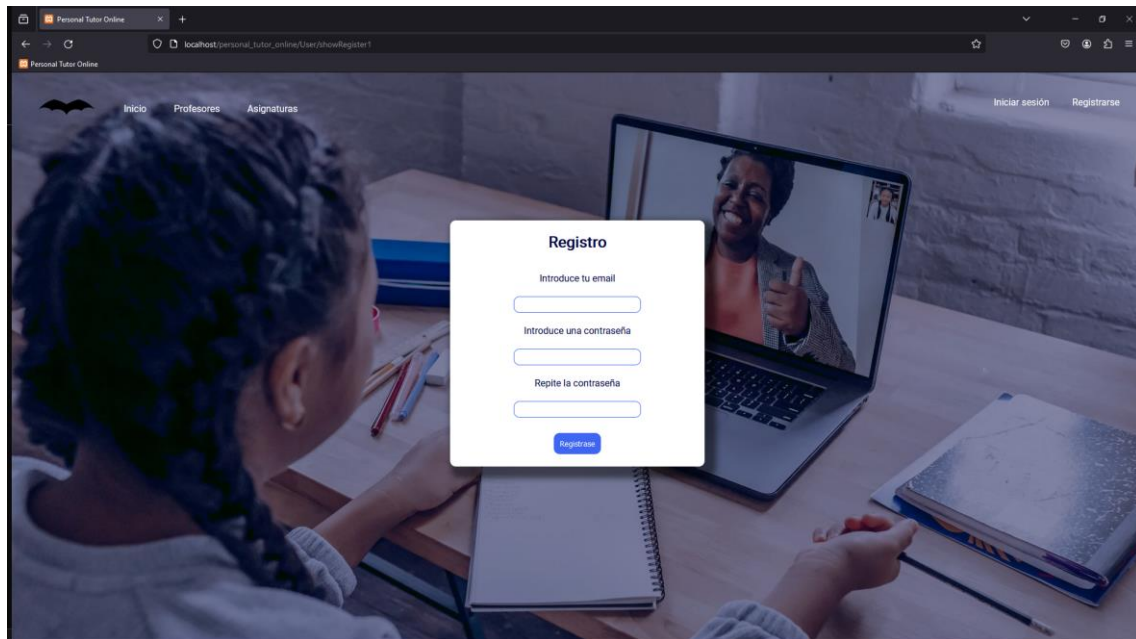 Personal Tutor Online
localhost/personal_tutor_online/User/showRegister1
Personal Tutor Online
Inicio Profesores Asignaturas Iniciar sesión Registrarse
Registro
Introduce tu email
Introduce una contraseña
Repite la contraseña
Registrase